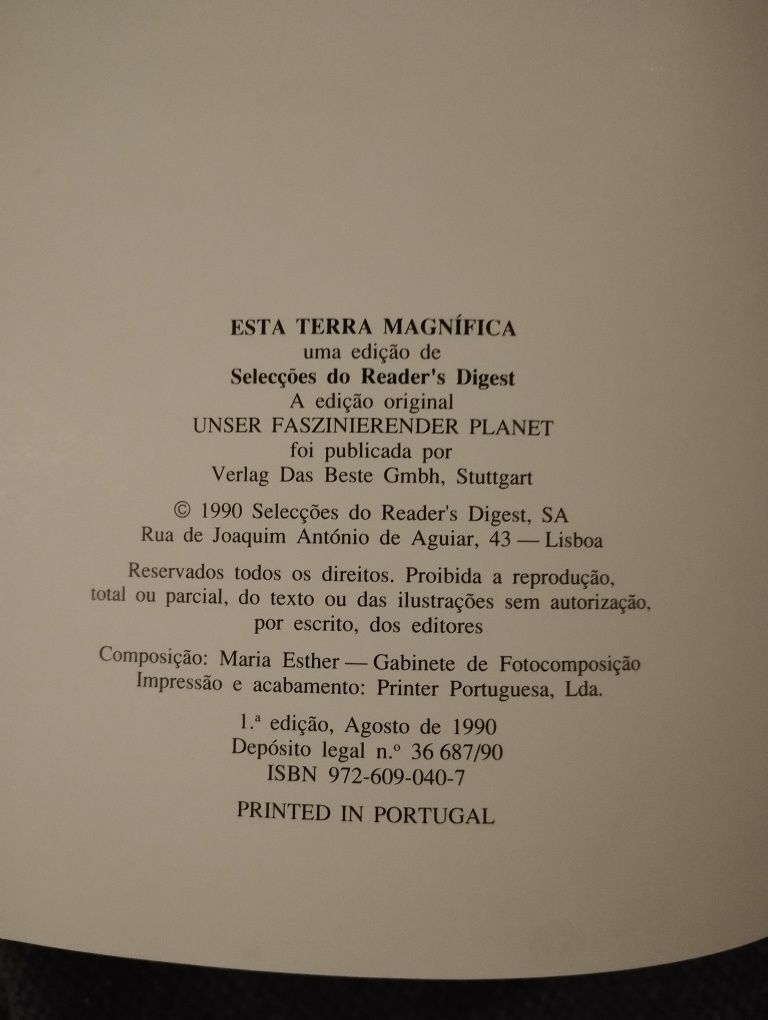 ESTA TERRA MAGNÍFICA
uma edição de
Selecções do Reader's Digest
A edição original
UNSER FASZINIERENDER PLANET
foi publicada por
Verlag Das Beste Gmbh, Stuttgart
© 1990 Selecções do Reader's Digest, SA
Rua de Joaquim António de Aguiar, 43 — Lisboa
Reservados todos os direitos. Proibida a reprodução,
total ou parcial, do texto ou das ilustrações sem autorização,
por escrito, dos editores
Composição: Maria Esther — Gabinete de Fotocomposição
Impressão e acabamento: Printer Portuguesa, Lda.
1.ª edição, Agosto de 1990
Depósito legal n.º 36 687/90
ISBN 972-609-040-7
PRINTED IN PORTUGAL